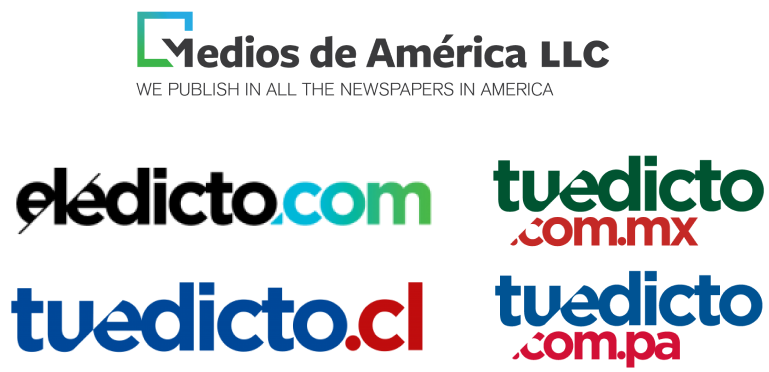 Medios de América LLC
WE PUBLISH IN ALL THE NEWSPAPERS IN AMERICA
eledicto.com
tuedicto
.com.mx
tuedicto.cl
tuedicto
.com.pa